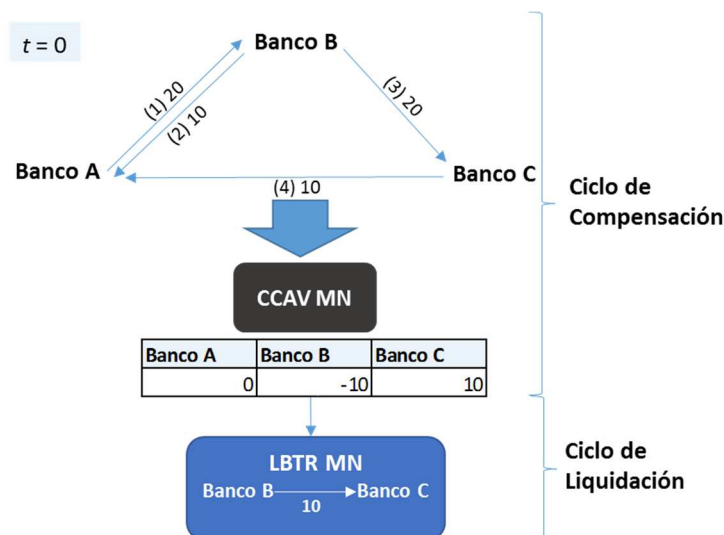 t = 0
Banco B
(1) 20
(2) 10
(3) 20
Banco A
Banco C
(4) 10
Ciclo de
Compensación
CCAV MN
Banco A Banco B Banco C
0 -10 10
LBTR MN
Banco B Banco C
10
Ciclo de
Liquidación